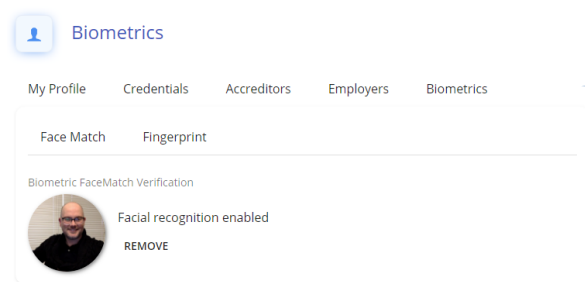 Biometrics
My Profile Credentials Accreditors Employers Biometrics
Face Match Fingerprint
Biometric FaceMatch Verification
Facial recognition enabled
REMOVE